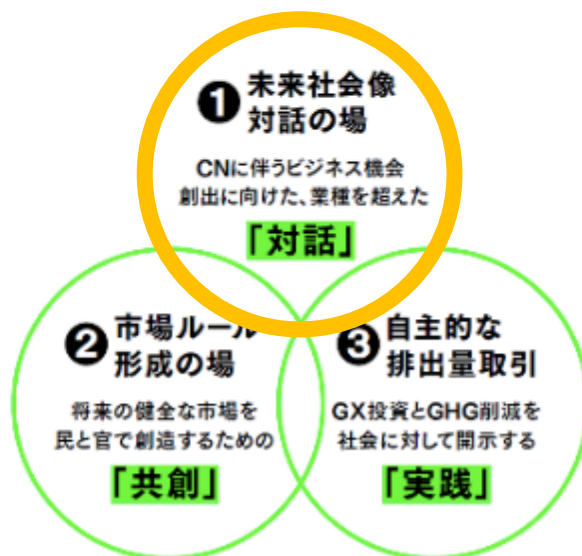 ❶ 未来社会像
対話の場
CNに伴うビジネス機会
創出に向けた、業種を超えた
「対話」
❷ 市場ルール
形成の場
将来の健全な市場を
民と官で創造するための
「共創」
❸ 自主的な
排出量取引
GX投資とGHG削減を
社会に対して開示する
「実践」